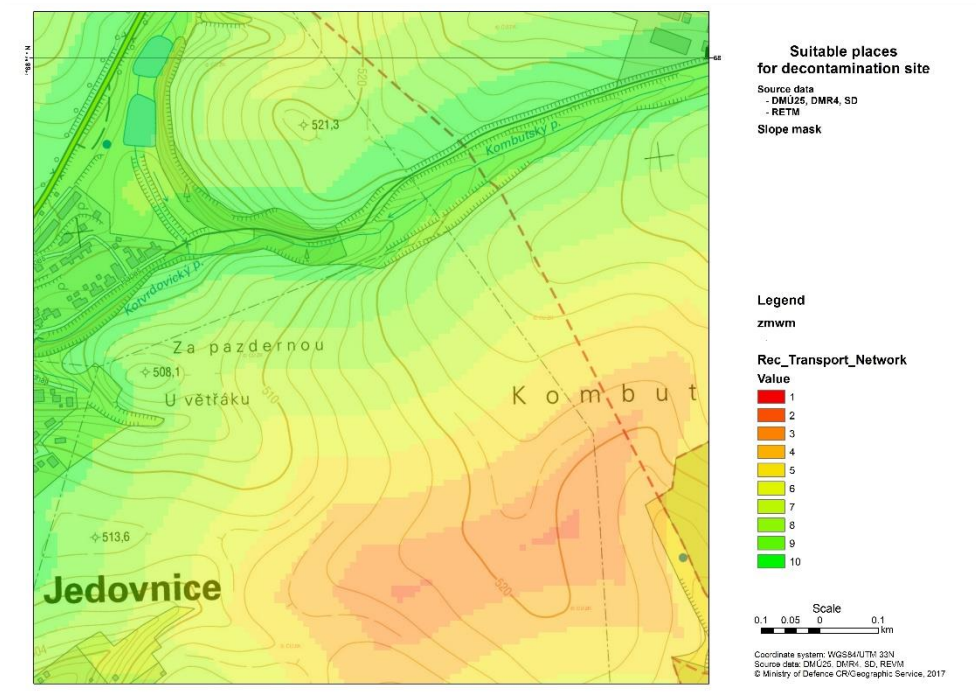 Suitable places
for decontamination site
Source data
- DMÚ25, DMR4, SD
- RETM
Slope mask
Legend
zmwm
Rec_Transport_Network
Value
1
2
3
4
5
6
7
8
9
10
Scale
0.1 0.05 0 0.1
km
Coordinate system: WGS84/UTM 33N
Source data: DMÚ25, DMR4, SD, REVM
© Ministry of Defence CR/Geographic Service, 2017
520
521,3
Kombutský p.
68
Kotvrdovický p.
Za pazdernou
508,1
U větřáku
510
Kombut
513,6
Jedovnice
520